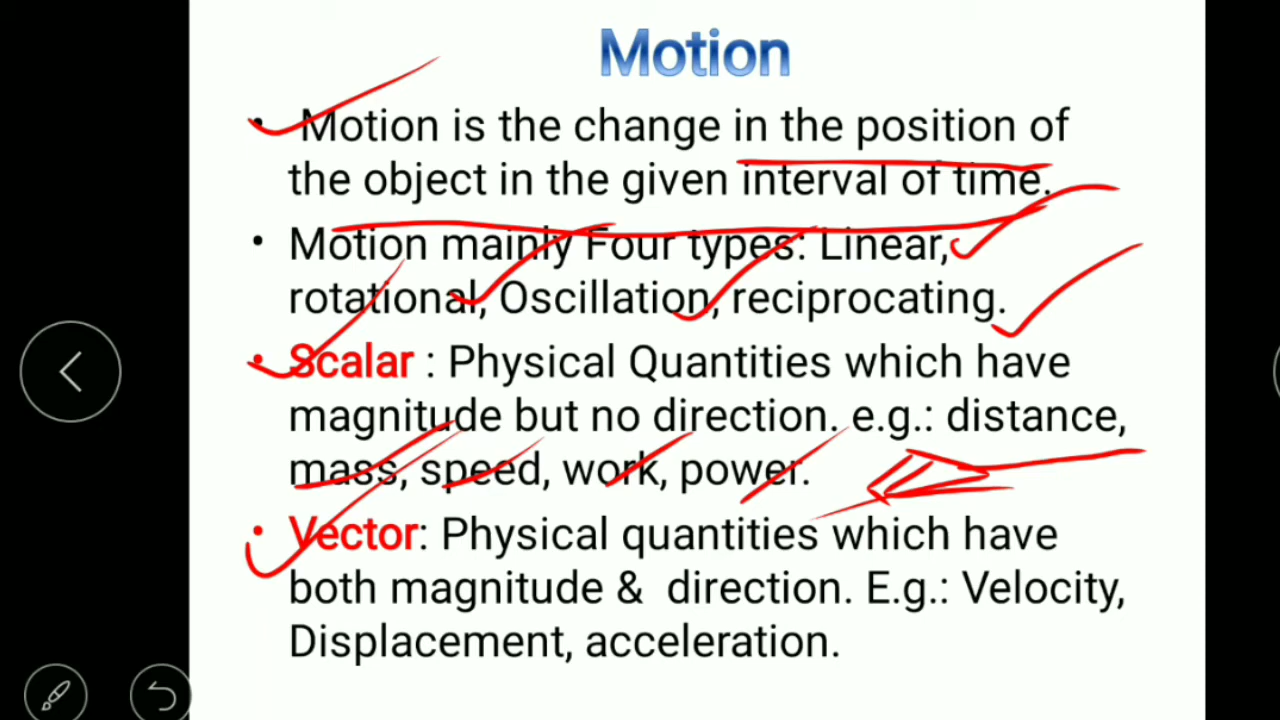 Motion
• Motion is the change in the position of
the object in the given interval of time.
• Motion mainly Four types: Linear,
rotational, Oscillation, reciprocating.
• Scalar : Physical Quantities which have
magnitude but no direction. e.g.: distance,
mass, speed, work, power.
• Vector: Physical quantities which have
both magnitude & direction. E.g.: Velocity,
Displacement, acceleration.